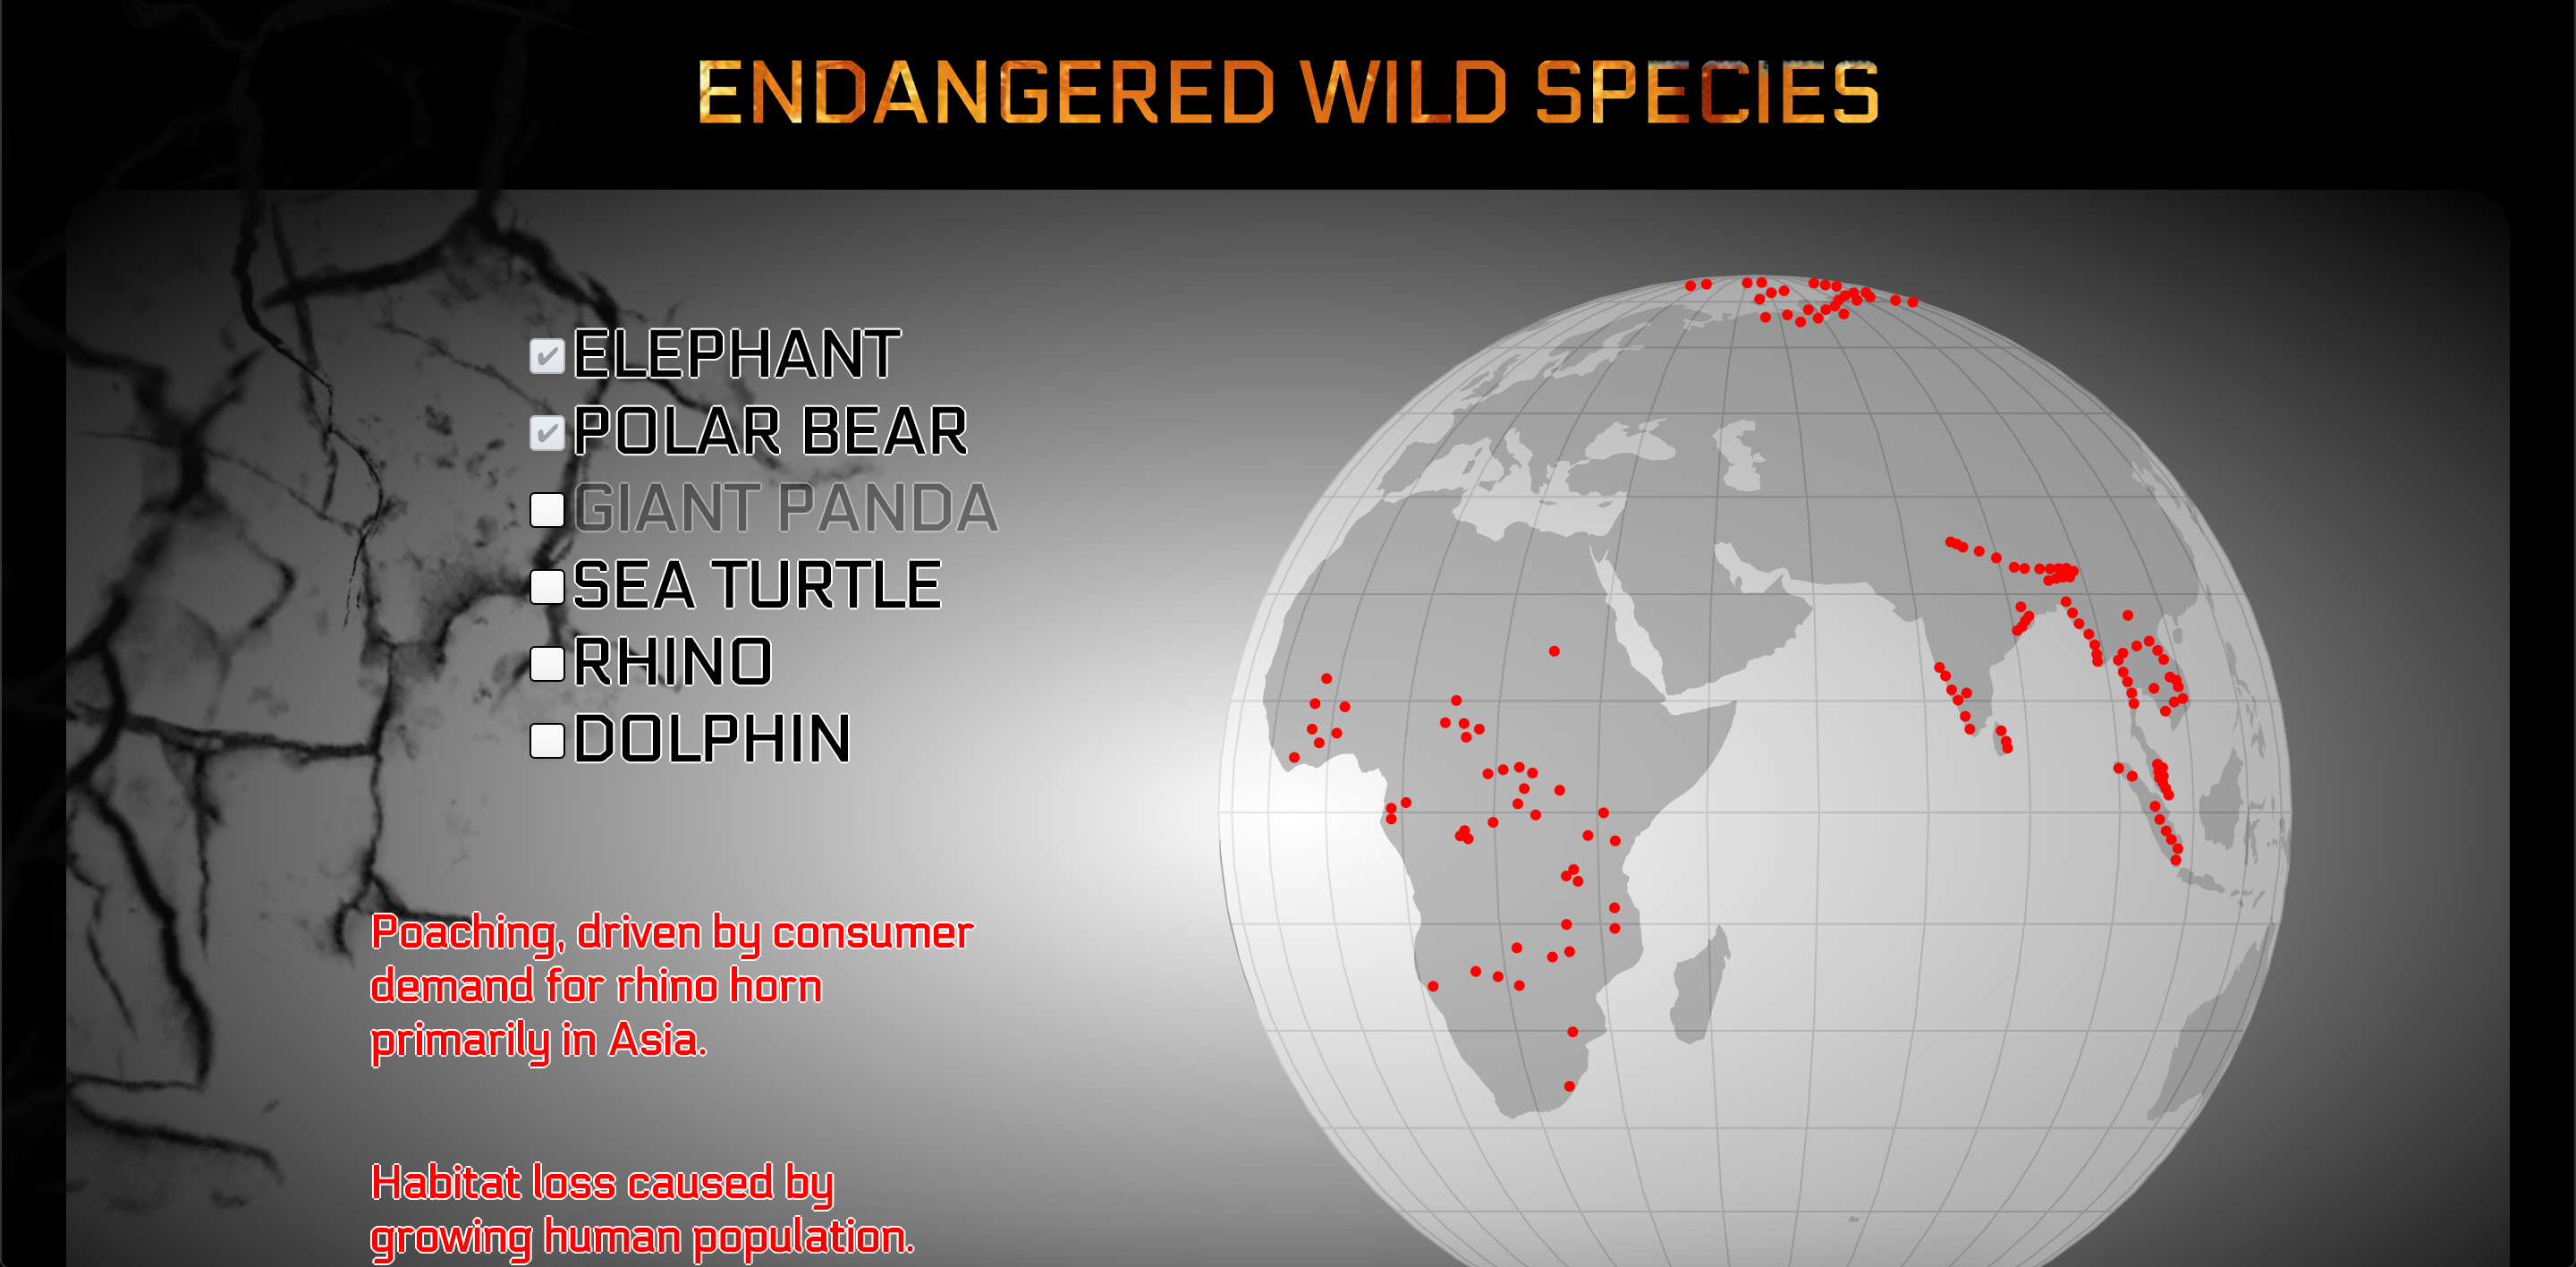 ENDANGERED WILD SPECIES
ELEPHANT
POLAR BEAR
GIANT PANDA
SEA TURTLE
RHINO
DOLPHIN
Poaching, driven by consumer
demand for rhino horn
primarily in Asia.
Habitat loss caused by
growing human population.